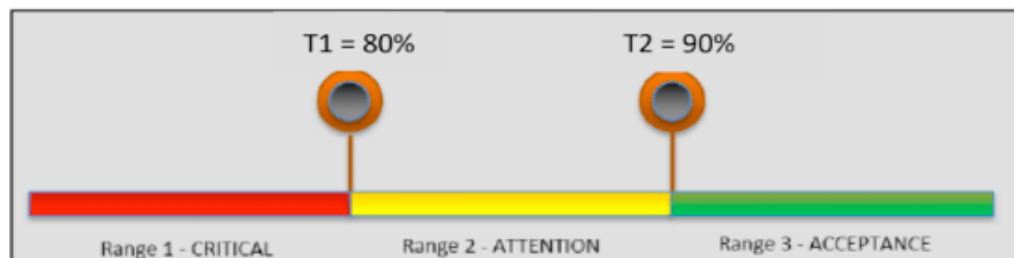 T1 = 80% T2 = 90%
Range 1 - CRITICAL Range 2 - ATTENTION Range 3 - ACCEPTANCE